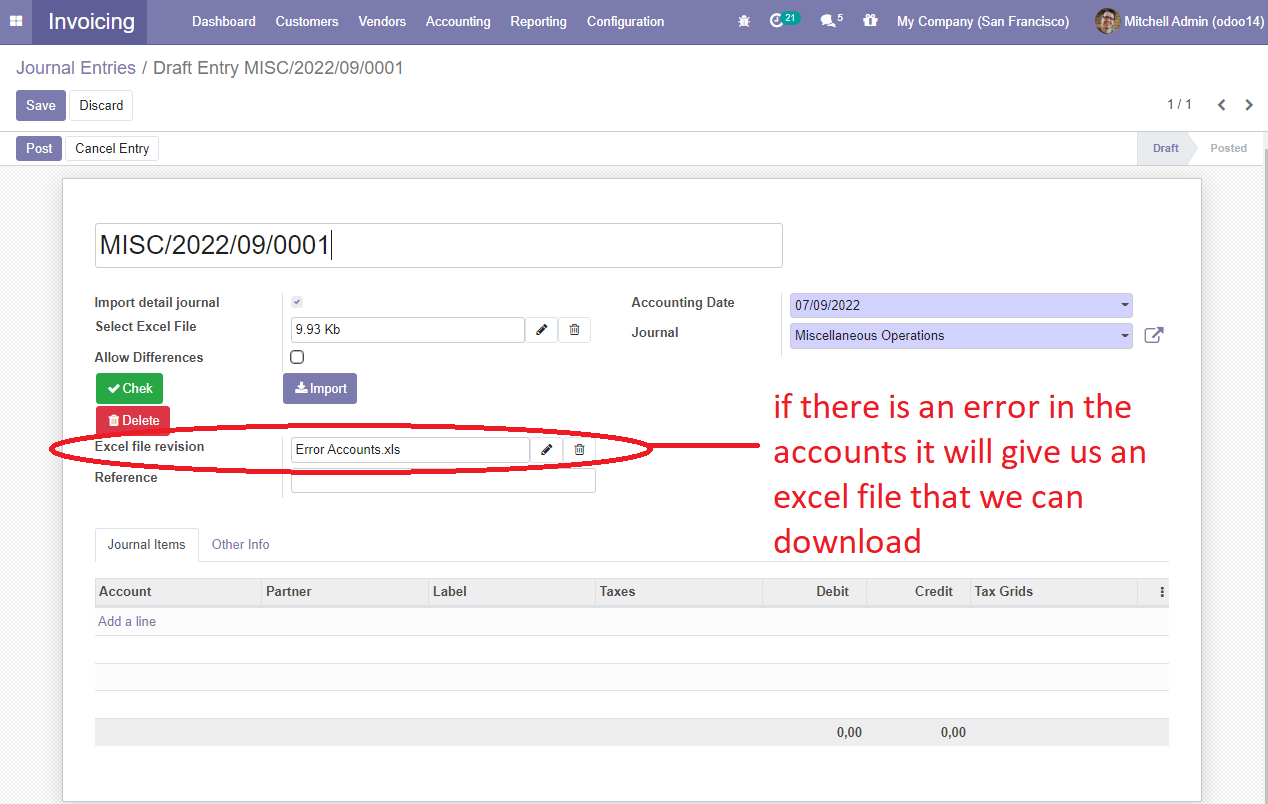 Invoicing Dashboard Customers Vendors Accounting Reporting Configuration 21 5 My Company (San Francisco) Mitchell Admin (odoo14)
Journal Entries / Draft Entry MISC/2022/09/0001
Save Discard 1 / 1
Post Cancel Entry Draft Posted
MISC/2022/09/0001
Import detail journal Accounting Date 07/09/2022
Select Excel File 9.93 Kb Journal Miscellaneous Operations
Allow Differences
Chek Import
Delete
Excel file revision Error Accounts.xls
Reference
if there is an error in the
accounts it will give us an
excel file that we can
download
Journal Items Other Info
Account Partner Label Taxes Debit Credit Tax Grids
Add a line
0,00 0,00